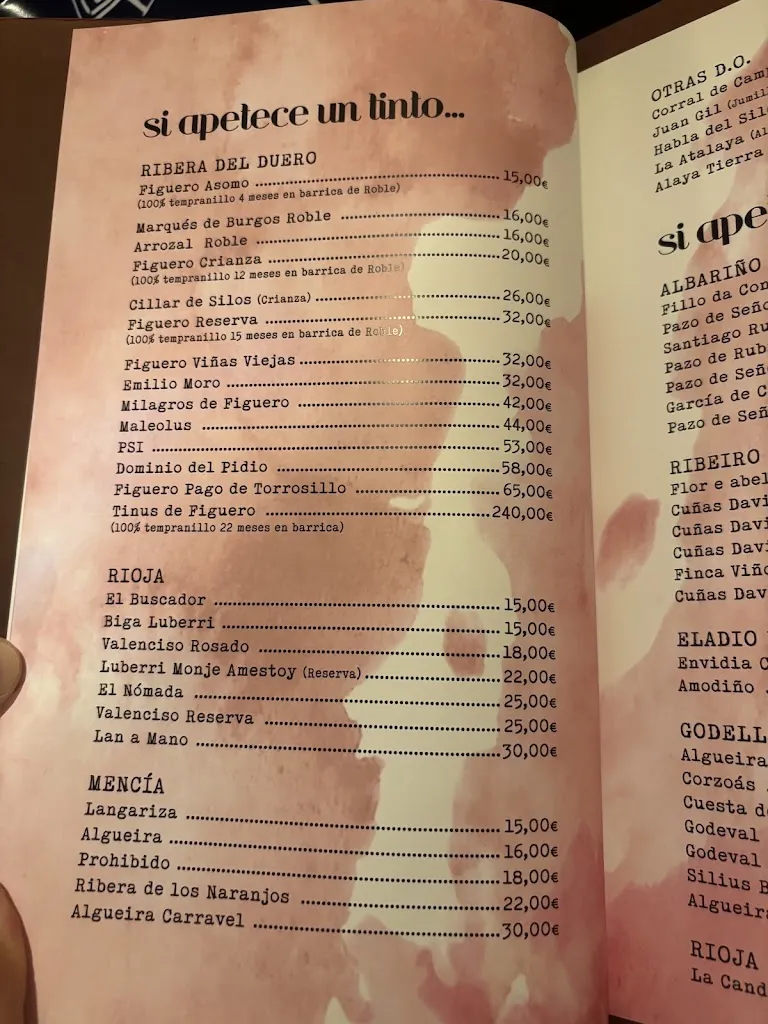 si apetece un tinto...
RIBERA DEL DUERO
Figuero Asomo ........ 15,00€
(100% tempranillo 4 meses en barrica de Roble)
Marqués de Burgos Roble ........ 16,00€
Arrozal Roble ........ 16,00€
Figuero Crianza ........ 20,00€
(100% tempranillo 12 meses en barrica de Roble)
Cillar de Silos (Crianza) ........ 26,00€
Figuero Reserva ........ 32,00€
(100% tempranillo 15 meses en barrica de Roble)
Figuero Viñas Viejas ........ 32,00€
Emilio Moro ........ 32,00€
Milagros de Figuero ........ 42,00€
Maleolus ........ 44,00€
PSI ........ 53,00€
Dominio del Pidio ........ 58,00€
Figuero Pago de Torrosillo ........ 65,00€
Tinus de Figuero ........ 240,00€
(100% tempranillo 22 meses en barrica)
RIOJA
El Buscador ........ 15,00€
Biga Luberri ........ 15,00€
Valenciso Rosado ........ 18,00€
Luberri Monje Amestoy (Reserva) ........ 22,00€
El Nómada ........ 25,00€
Valenciso Reserva ........ 25,00€
Lan a Mano ........ 30,00€
MENCÍA
Langariza ........ 15,00€
Algueira ........ 16,00€
Prohibido ........ 18,00€
Ribera de los Naranjos ........ 22,00€
Algueira Carravel ........ 30,00€
OTRAS D.O.
Corral de
Juan Gil
Habla del
La Atalaya
Alaya Tierra
si
ALBARIÑO
Fillo da
Pazo de
Santiago
Pazo de
Pazo de
García de
Pazo de
RIBEIRO
Flor e
Cuñas
Cuñas
Cuñas
Finca
Cuñas
ELADIO
Envidia
Amodiño
Algueira
Corzoás
Cuesta
Godeval
Godeval
Silius
RIOJA
La